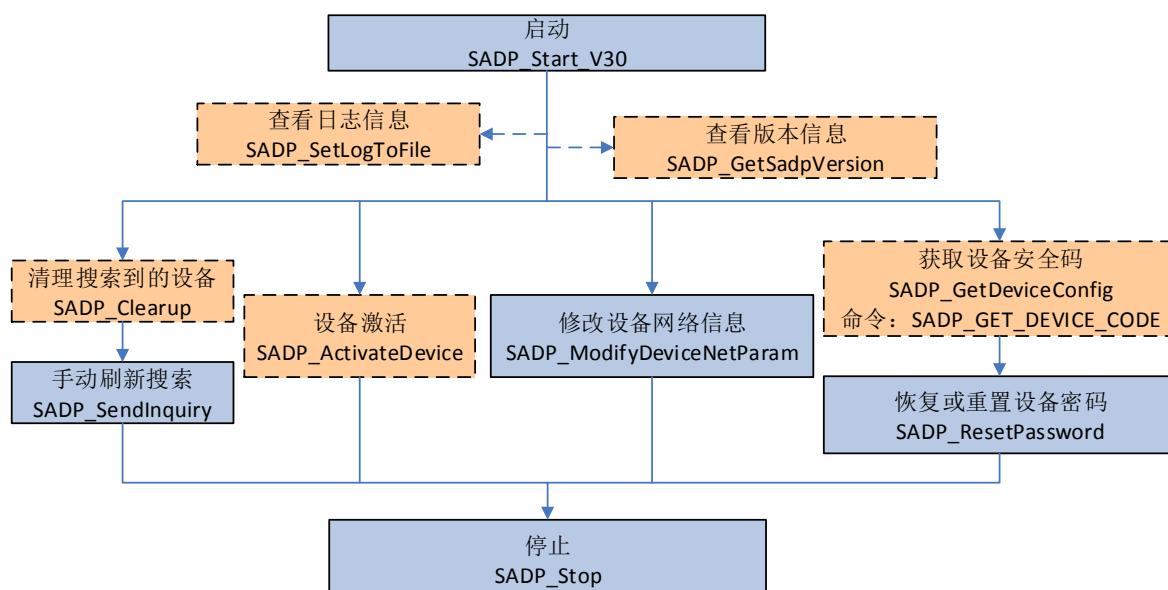 启动
SADP_Start_V30
查看日志信息
SADP_SetLogToFile
查看版本信息
SADP_GetSadpVersion
清理搜索到的设备
SADP_Clearup
手动刷新搜索
SADP_SendInquiry
设备激活
SADP_ActivateDevice
修改设备网络信息
SADP_ModifyDeviceNetParam
获取设备安全码
SADP_GetDeviceConfig
命令：SADP_GET_DEVICE_CODE
恢复或重置设备密码
SADP_ResetPassword
停止
SADP_Stop